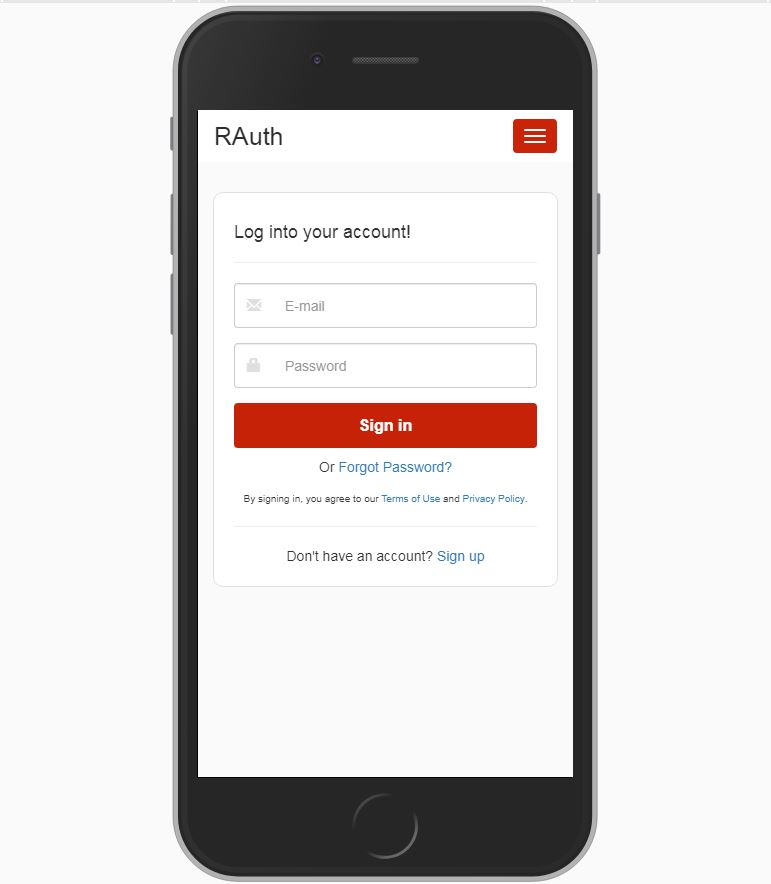 RAuth
Log into your account!
E-mail
Password
Sign in
Or Forgot Password?
By signing in, you agree to our Terms of Use and Privacy Policy.
Don't have an account? Sign up